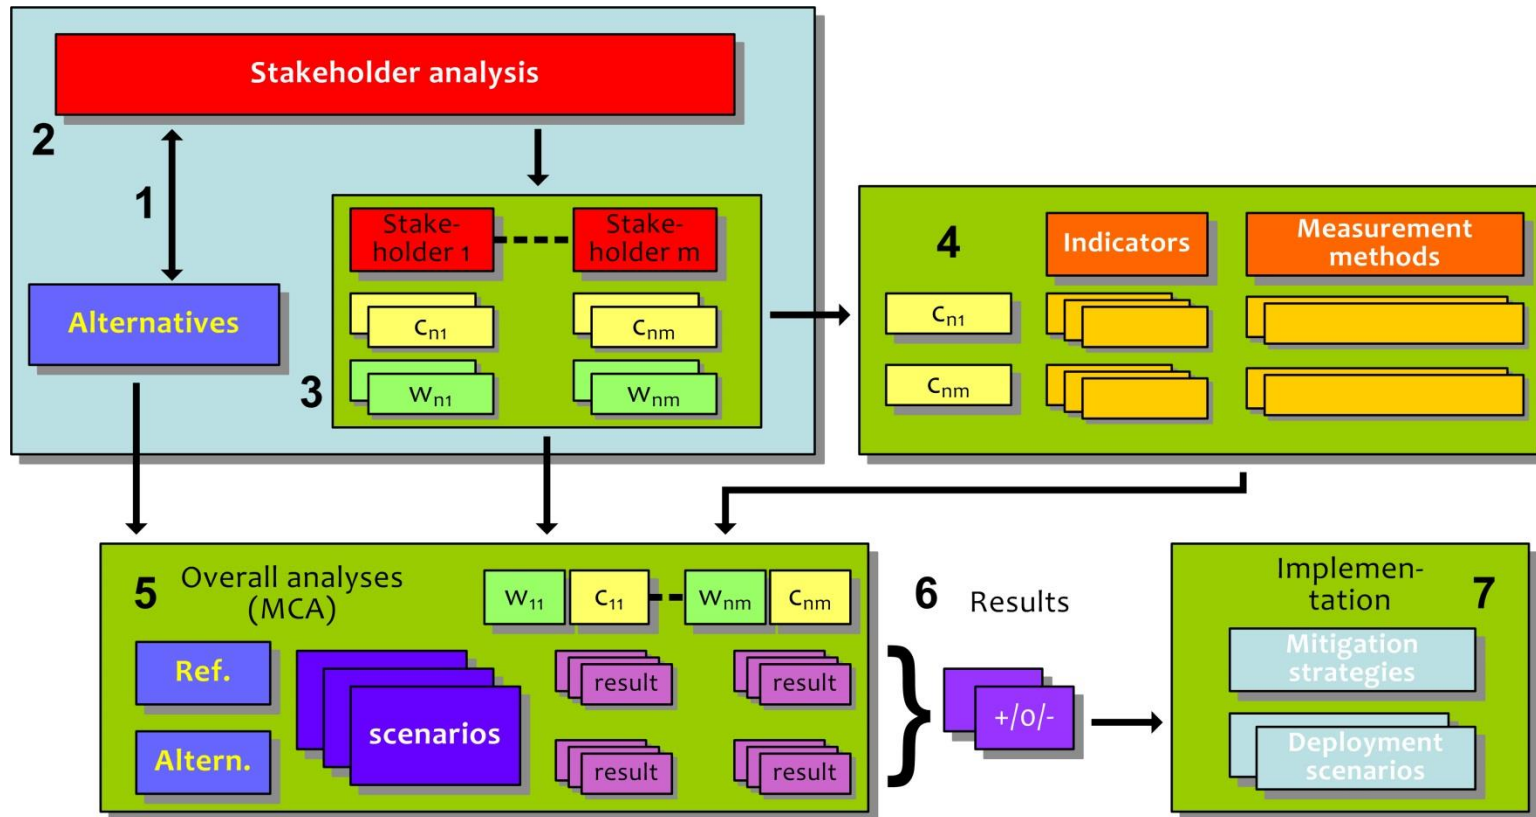 Stakeholder analysis
2
1
Alternatives
Stake-
holder 1
Stake-
holder m
Cn1
Cnm
3
Wn1
Wnm
4
Indicators
Measurement
methods
Cn1
Cnm
5
Overall analyses
(MCA)
W11
C11
Wnm
Cnm
Ref.
Altern.
scenarios
result
result
result
result
}
6
Results
+/0/-
Implemen-
tation
7
Mitigation
strategies
Deployment
scenarios